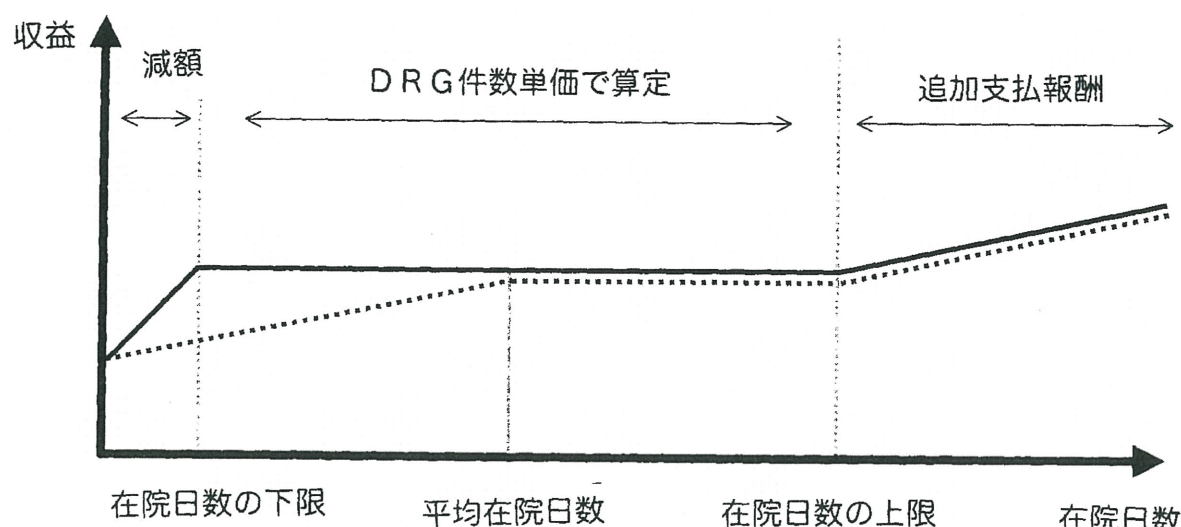 収益
減額
DRG件数単価で算定
追加支払報酬
在院日数の下限
平均在院日数
在院日数の上限
在院日数